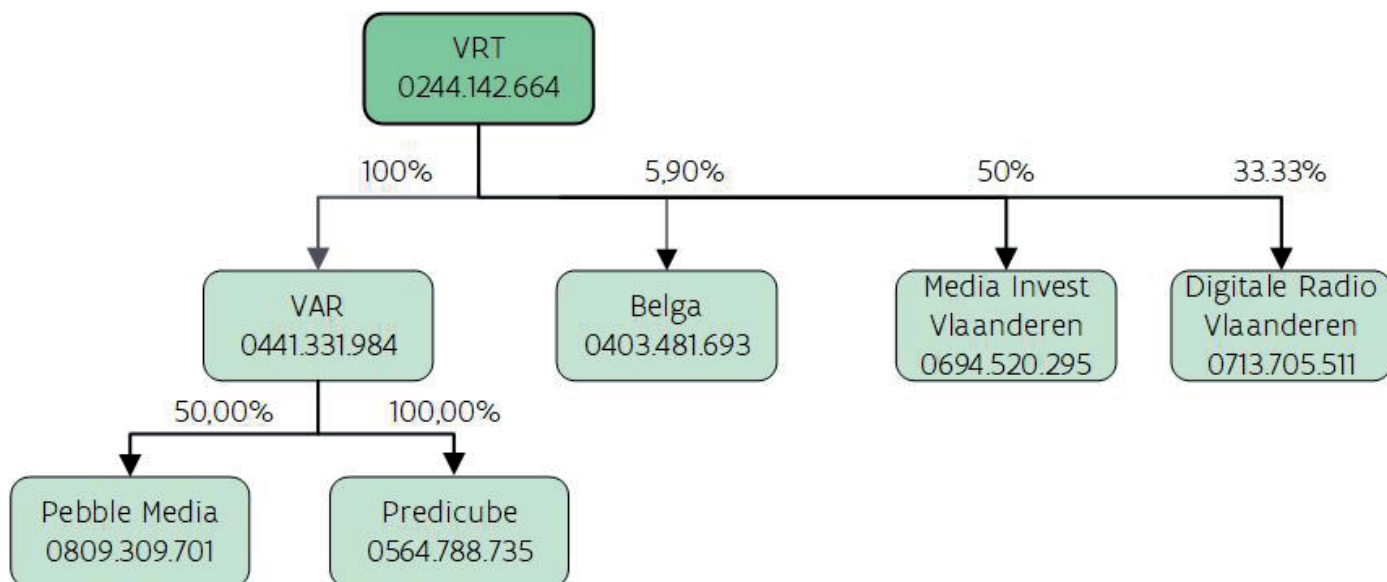 VRT
0244.142.664
100%
5,90%
50%
33.33%
VAR
0441.331.984
Belga
0403.481.693
Media Invest
Vlaanderen
0694.520.295
Digitale Radio
Vlaanderen
0713.705.511
50,00%
100,00%
Pebble Media
0809.309.701
Predicube
0564.788.735